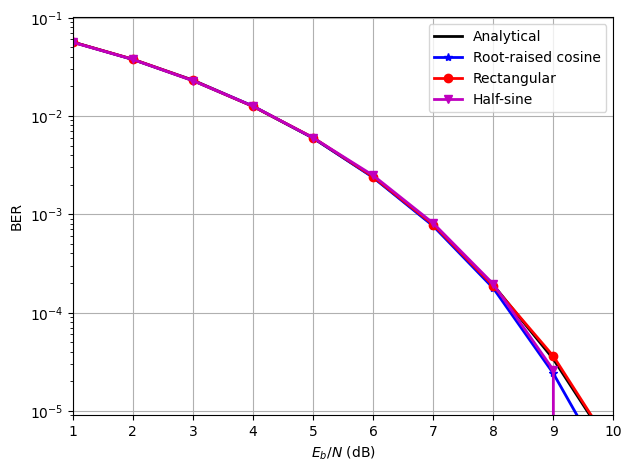 10⁻¹
10⁻²
10⁻³
10⁻⁴
10⁻⁵
BER
Analytical
Root-raised cosine
Rectangular
Half-sine
1 2 3 4 5 6 7 8 9 10
E_b/N (dB)